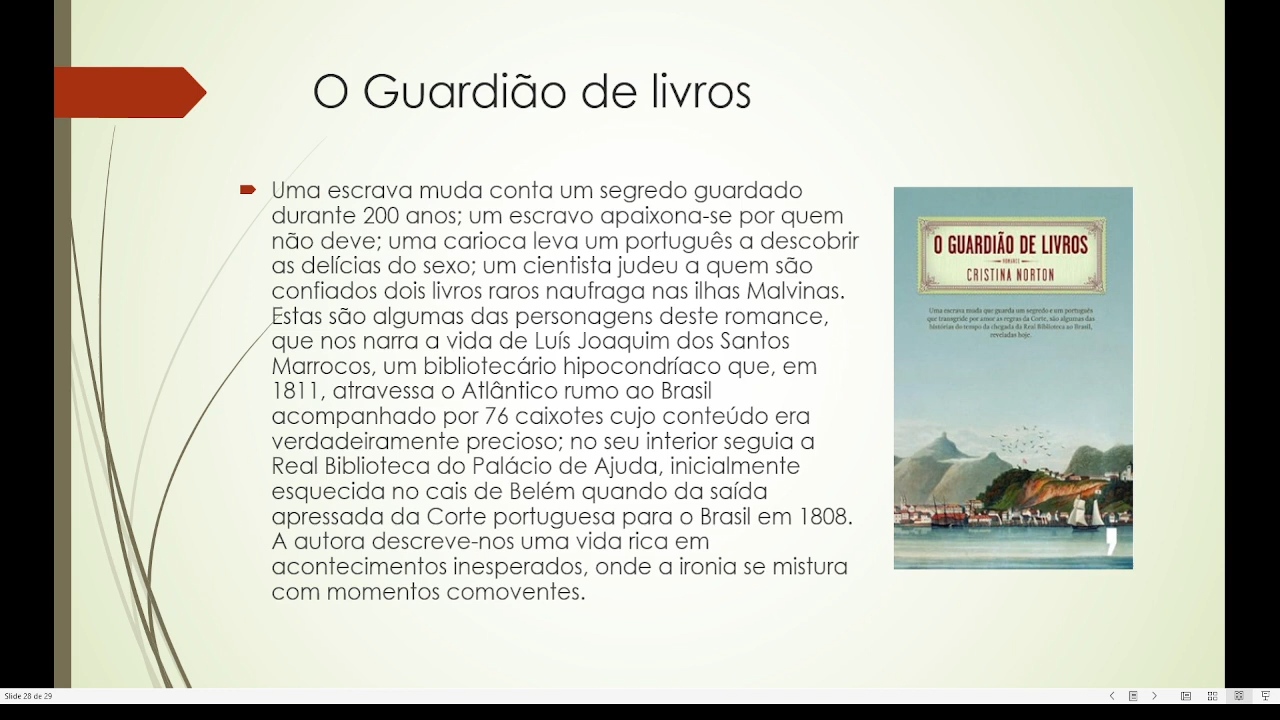 O Guardião de livros
Uma escrava muda conta um segredo guardado
durante 200 anos; um escravo apaixona-se por quem
não deve; uma carioca leva um português a descobrir
as delícias do sexo; um cientista judeu a quem são
confiados dois livros raros naufraga nas ilhas Malvinas.
Estas são algumas das personagens deste romance,
que nos narra a vida de Luís Joaquim dos Santos
Marrocos, um bibliotecário hipocondríaco que, em
1811, atravessa o Atlântico rumo ao Brasil
acompanhado por 76 caixotes cujo conteúdo era
verdadeiramente precioso; no seu interior seguia a
Real Biblioteca do Palácio de Ajuda, inicialmente
esquecida no cais de Belém quando da saída
apressada da Corte portuguesa para o Brasil em 1808.
A autora descreve-nos uma vida rica em
acontecimentos inesperados, onde a ironia se mistura
com momentos comoventes.
O GUARDIÃO DE LIVROS
ROMANCE
CRISTINA NORTON
Uma escrava muda que guarda um segredo e um português
que transgride por amor as regras da Corte, são algumas das
histórias do tempo da chegada da Real Biblioteca ao Brasil,
reveladas hoje.
Slide 28 de 29